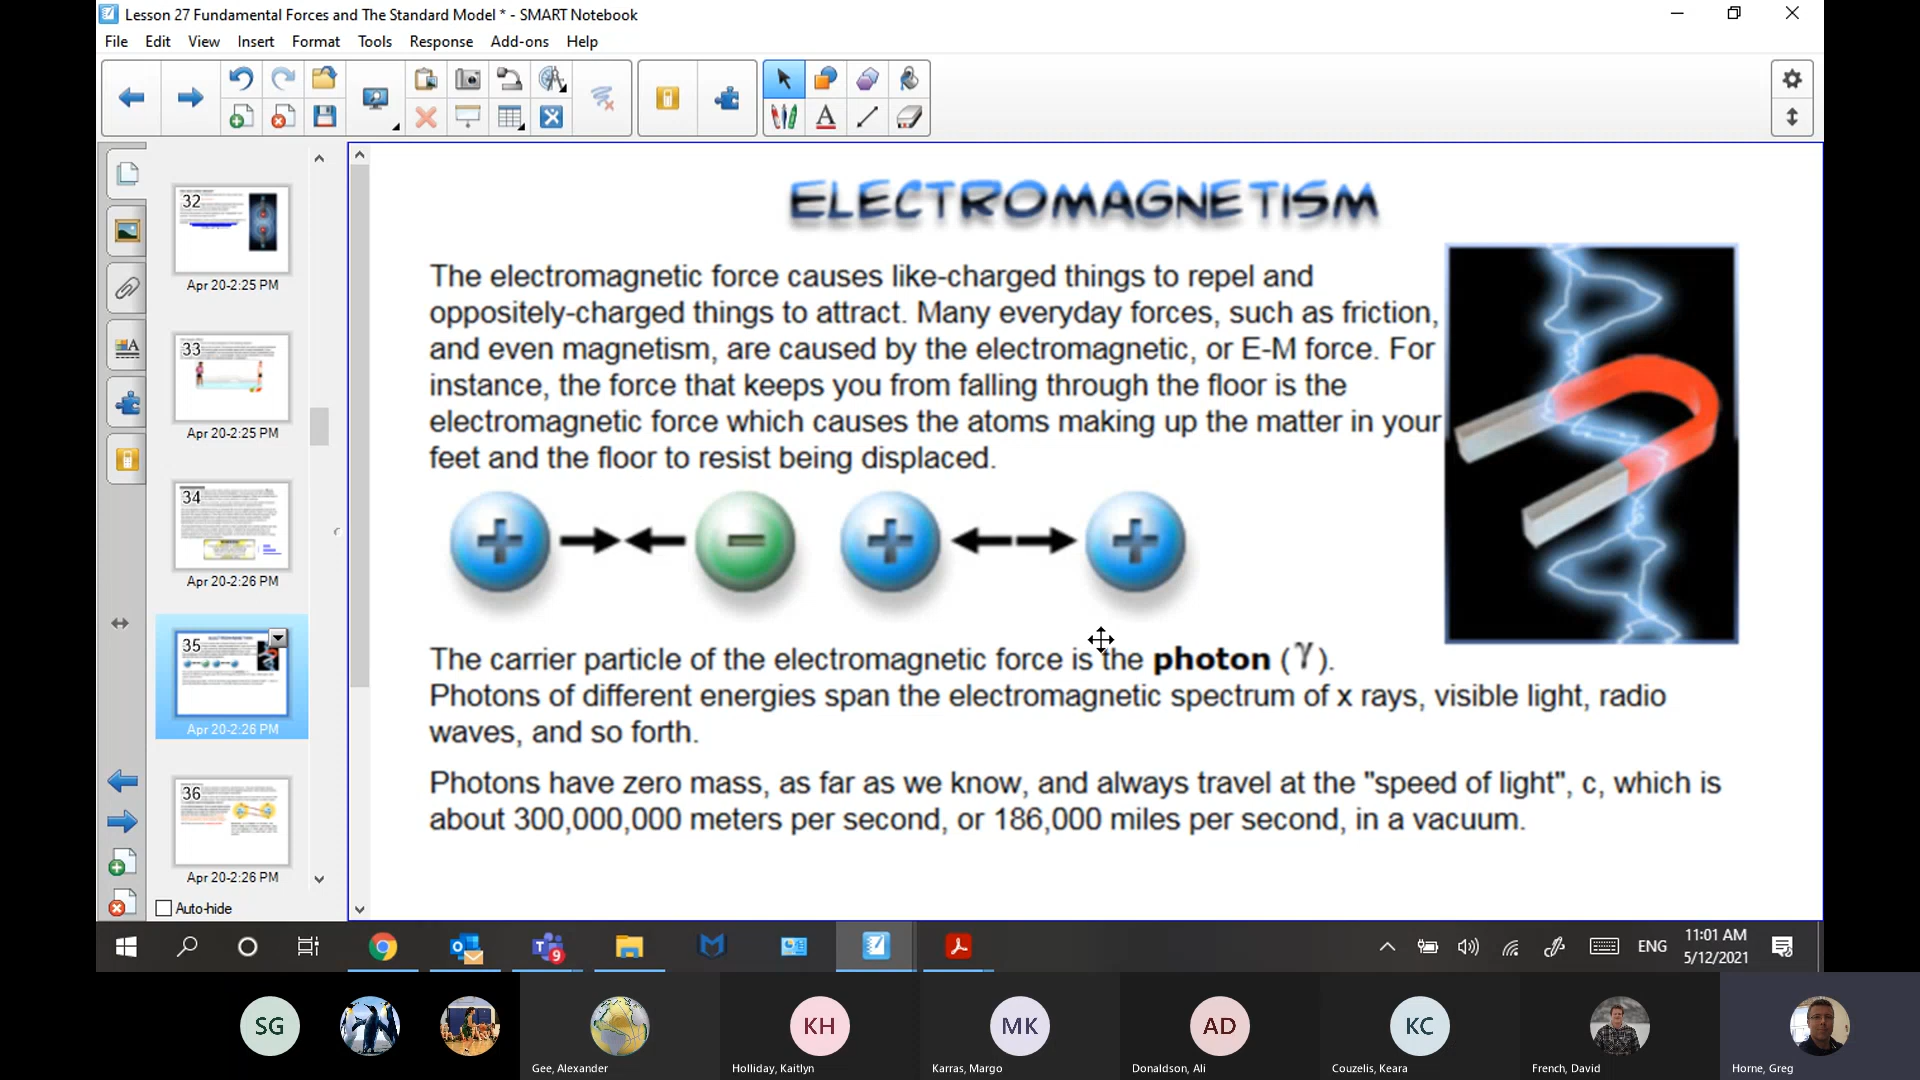 Lesson 27 Fundamental Forces and The Standard Model * - SMART Notebook
File Edit View Insert Format Tools Response Add-ons Help
32
Apr 20-2:25 PM
33
Apr 20-2:25 PM
34
Apr 20-2:26 PM
35
Apr 20-2:26 PM
36
Apr 20-2:26 PM
Auto-hide
ELECTROMAGNETISM
The electromagnetic force causes like-charged things to repel and
oppositely-charged things to attract. Many everyday forces, such as friction,
and even magnetism, are caused by the electromagnetic, or E-M force. For
instance, the force that keeps you from falling through the floor is the
electromagnetic force which causes the atoms making up the matter in your
feet and the floor to resist being displaced.
+ - + +
The carrier particle of the electromagnetic force is the photon (γ).
Photons of different energies span the electromagnetic spectrum of x rays, visible light, radio
waves, and so forth.
Photons have zero mass, as far as we know, and always travel at the "speed of light", c, which is
about 300,000,000 meters per second, or 186,000 miles per second, in a vacuum.
9
ENG
11:01 AM
5/12/2021
SG KH MK AD KC
Gee, Alexander Holliday, Kaitlyn Karras, Margo Donaldson, Ali Couzelis, Keara French, David Horne, Greg